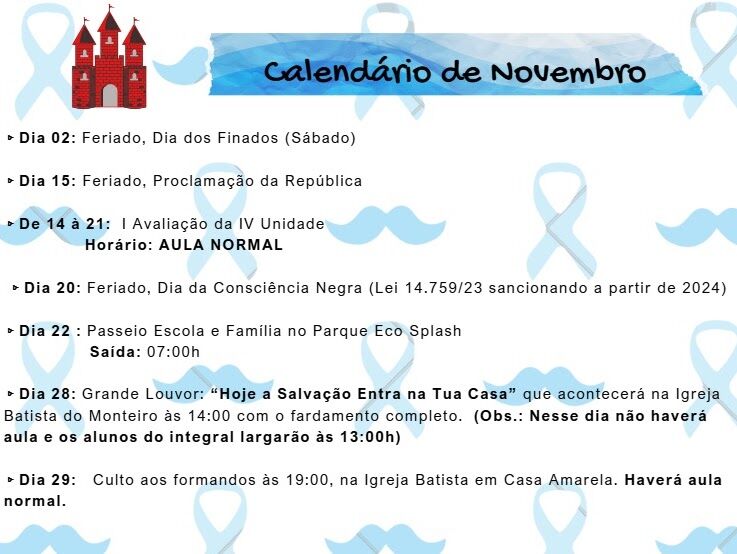 Calendário de Novembro
Dia 02: Feriado, Dia dos Finados (Sábado)
Dia 15: Feriado, Proclamação da República
De 14 à 21: I Avaliação da IV Unidade
Horário: AULA NORMAL
Dia 20: Feriado, Dia da Consciência Negra (Lei 14.759/23 sancionando a partir de 2024)
Dia 22 : Passeio Escola e Família no Parque Eco Splash
Saída: 07:00h
Dia 28: Grande Louvor: “Hoje a Salvação Entra na Tua Casa” que acontecerá na Igreja
Batista do Monteiro às 14:00 com o fardamento completo. (Obs.: Nesse dia não haverá
aula e os alunos do integral largarão às 13:00h)
Dia 29: Culto aos formandos às 19:00, na Igreja Batista em Casa Amarela. Haverá aula
normal.